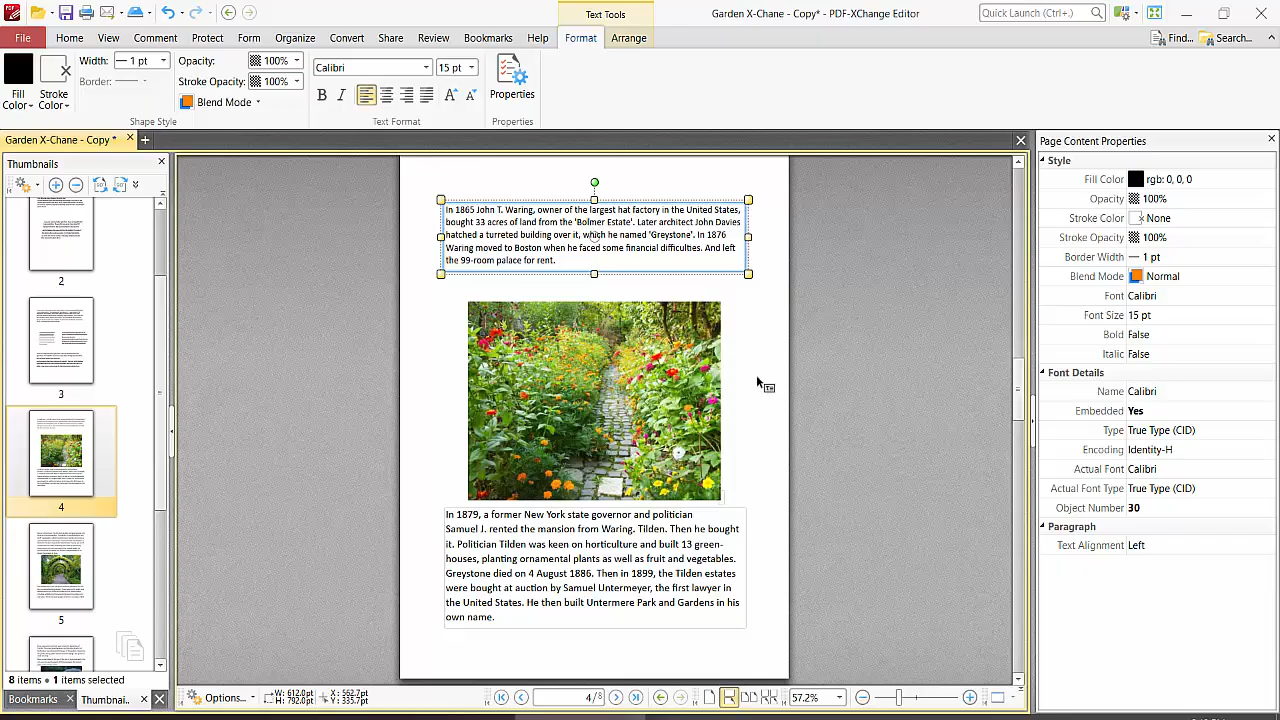 Text Tools
Garden X-Chane - Copy* - PDF-XChange Editor
Quick Launch (Ctrl+.)
File Home View Comment Protect Form Organize Convert Share Review Bookmarks Help Format Arrange
Find... Search...
Fill Color
Stroke Color
Width: 1 pt
Border:
Opacity: 100%
Stroke Opacity: 100%
Blend Mode
Shape Style
Calibri 15 pt
B I
Text Format
Properties
Properties
Garden X-Chane - Copy *
Thumbnails
2
3
4
5
8 items • 1 items selected
Bookmarks Thumbnai..
In 1865 John T. Waring, owner of the largest hat factory in the United States,
bought 33 acres of land from the 'Bolmer Estate'. Later architect John Davies
hatched a turreted building over it, which he named 'Greystone'. In 1876
Waring moved to Boston when he faced some financial difficulties. And left
the 99-room palace for rent.
In 1879, a former New York state governor and politician
Samuel J. rented the mansion from Waring. Tilden. Then he bought
it. Politician Tilden was keen on horticulture and built 13 green-
houses, planting ornamental plants as well as fruit and vegetables.
Greystone died on 4 August 1886. Then in 1899, the Tilden estates
were bought at auction by Samuel Untermeyer, the first lawyer in
the United States. He then built Untermere Park and Gardens in his
own name.
Page Content Properties
Style
Fill Color rgb: 0, 0, 0
Opacity 100%
Stroke Color None
Stroke Opacity 100%
Border Width 1 pt
Blend Mode Normal
Font Calibri
Font Size 15 pt
Bold False
Italic False
Font Details
Name Calibri
Embedded Yes
Type True Type (CID)
Encoding Identity-H
Actual Font Calibri
Actual Font Type True Type (CID)
Object Number 30
Paragraph
Text Alignment Left
Options...
4 / 8
57.2%